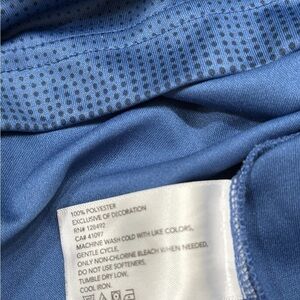 100% POLYESTER
EXCLUSIVE OF DECORATION
RN# 128492
CA# 41097
MACHINE WASH COLD WITH LIKE COLORS,
GENTLE CYCLE,
ONLY NON-CHLORINE BLEACH WHEN NEEDED,
DO NOT USE SOFTENERS,
TUMBLE DRY LOW,
COOL IRON.